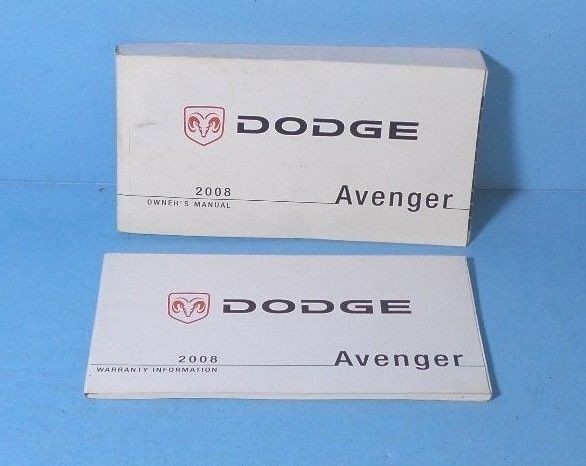 DODGE
2008
OWNER'S MANUAL
Avenger
DODGE
2008
WARRANTY INFORMATION
Avenger